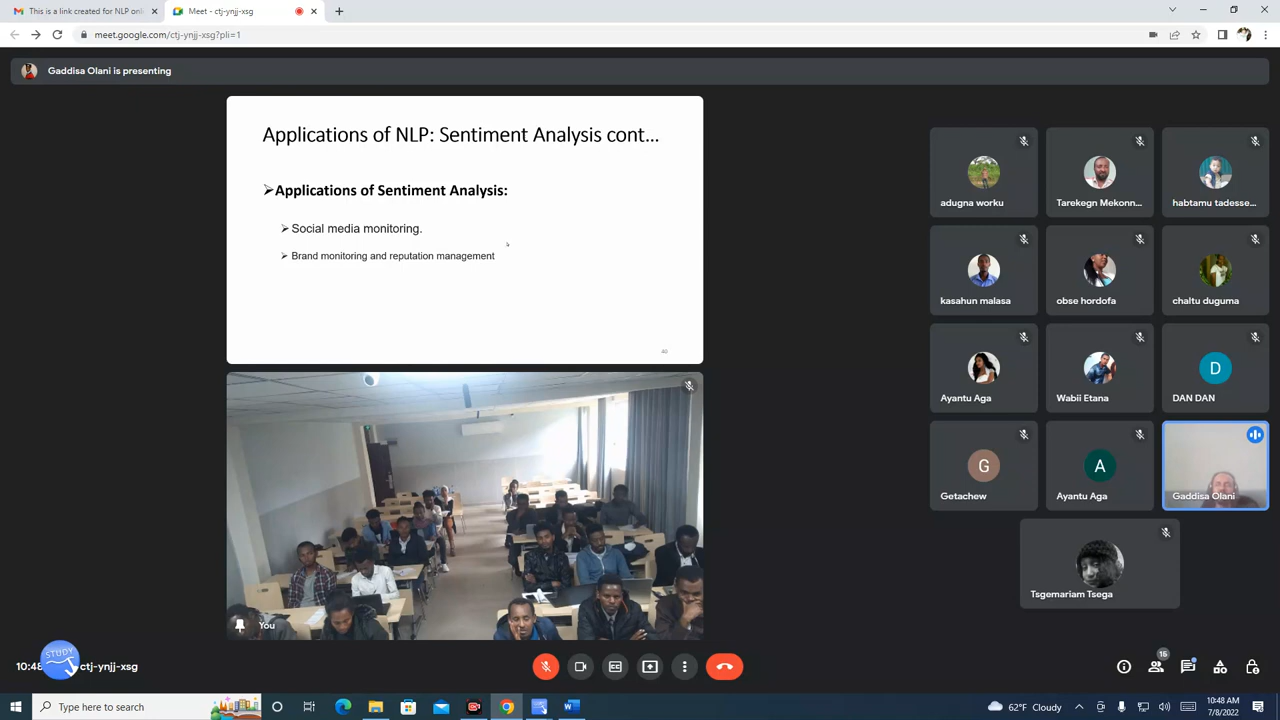 This is a link created for NLP onli
Meet - ctj-ynjj-xsg
meet.google.com/ctj-ynjj-xsg?pli=1
Gaddisa Olani is presenting
Applications of NLP: Sentiment Analysis cont...
Applications of Sentiment Analysis:
Social media monitoring.
Brand monitoring and reputation management
40
You
adugna worku
Tarekegn Mekonn...
habtamu tadesse...
kasahun malasa
obse hordofa
chaltu duguma
Ayantu Aga
Wabii Etana
D
DAN DAN
G
Getachew
A
Ayantu Aga
Gaddisa Olani
Tsgemariam Tsega
10:48
STUDY
ctj-ynjj-xsg
CC
16
Type here to search
62°F Cloudy
10:48 AM
7/8/2022